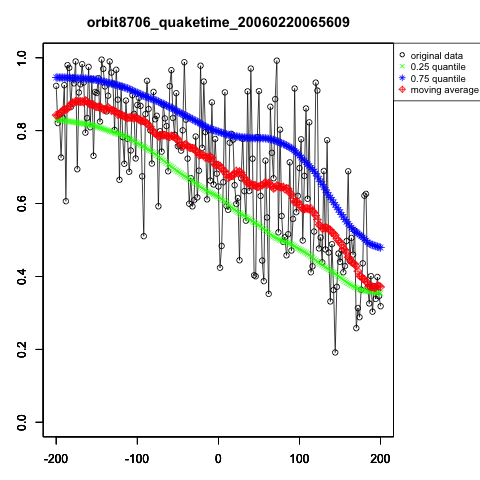 orbit8706_quaketime_20060220065609
original data
0.25 quantile
0.75 quantile
moving average
1.0
0.8
0.6
0.4
0.2
0.0
-200 -100 0 100 200